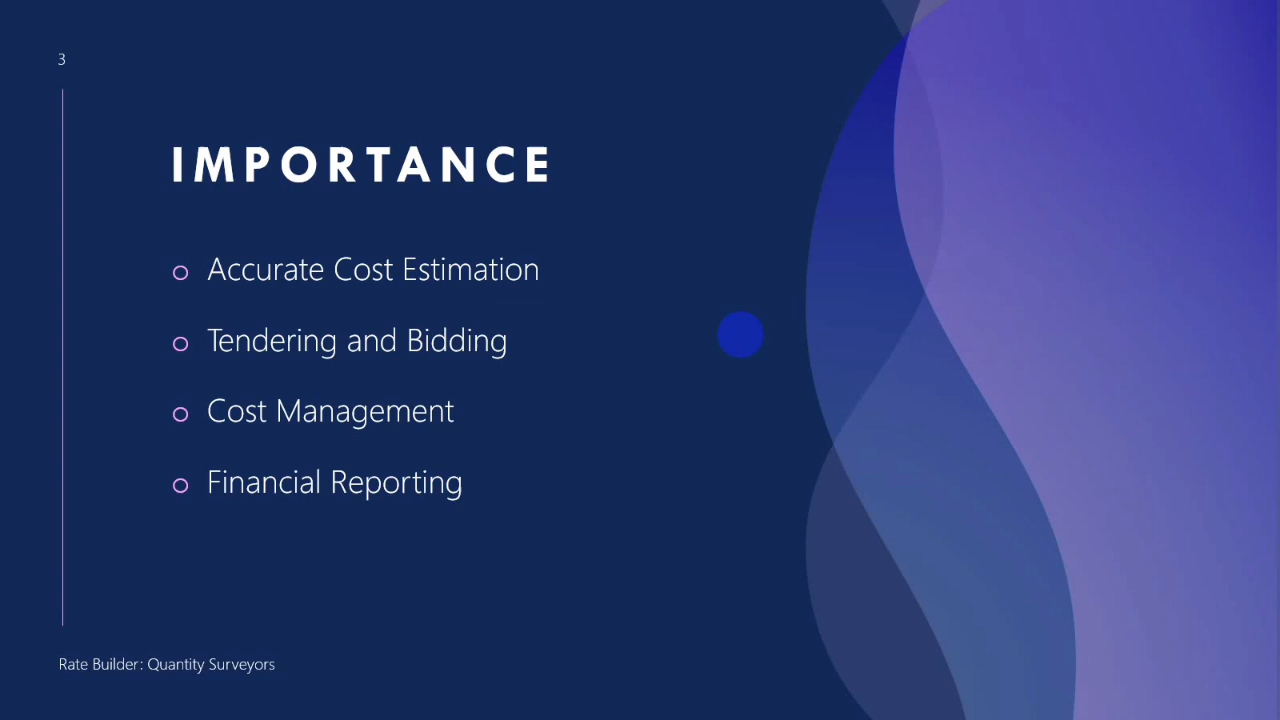 3
IMPORTANCE
Accurate Cost Estimation
Tendering and Bidding
Cost Management
Financial Reporting
Rate Builder: Quantity Surveyors